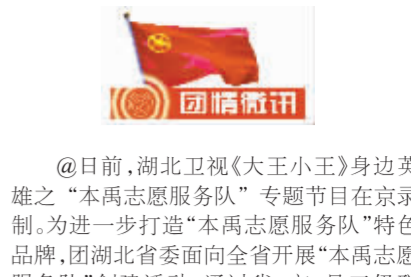 团情微讯
@日前,湖北卫视《大王小王》身边英
雄之“本禹志愿服务队”专题节目在京录
制。为进一步打造“本禹志愿服务队”特色
品牌,团湖北省委面向全省开展“本禹志愿